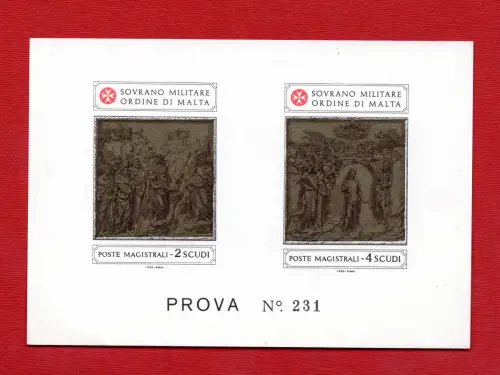 SOVRANO MILITARE
ORDINE DI MALTA
POSTE MAGISTRALI - 2 SCUDI
SOVRANO MILITARE
ORDINE DI MALTA
POSTE MAGISTRALI - 4 SCUDI
PROVA Nº. 231